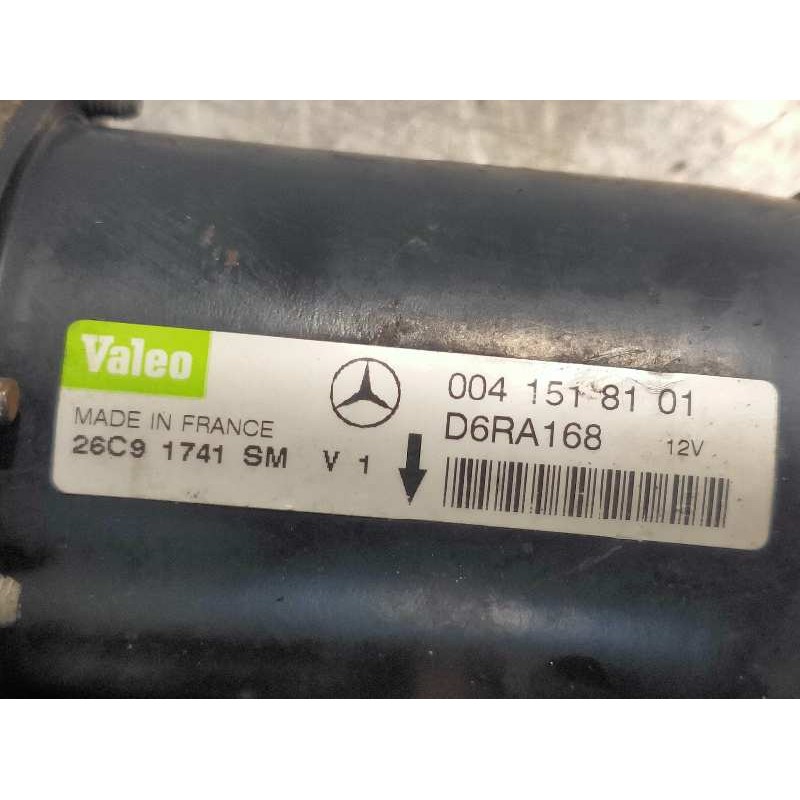 Valeo
MADE IN FRANCE
26C9 1741 SM V 1
004 151 81 01
D6RA168 12V